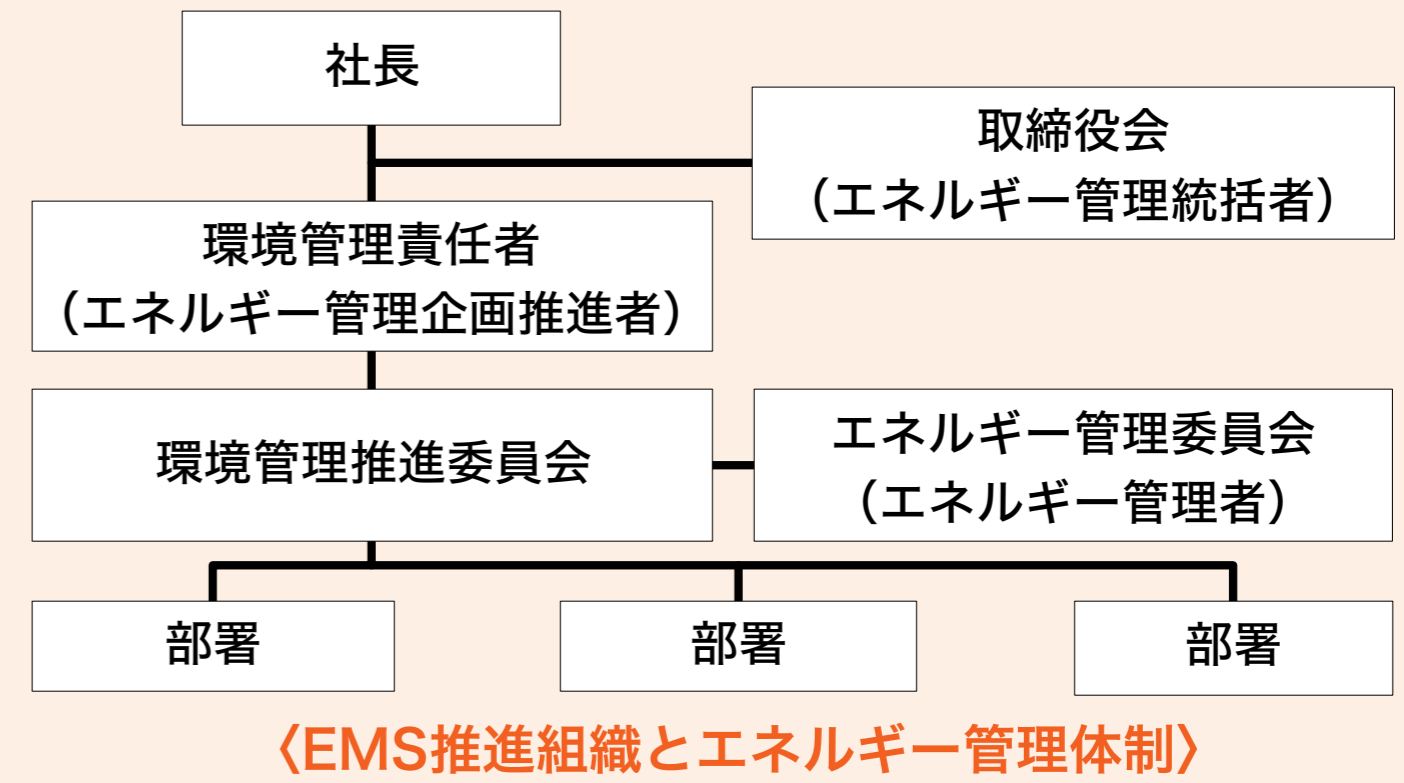 社長
取締役会
（エネルギー管理統括者）
環境管理責任者
（エネルギー管理企画推進者）
環境管理推進委員会
エネルギー管理委員会
（エネルギー管理者）
部署
部署
部署
〈EMS推進組織とエネルギー管理体制〉